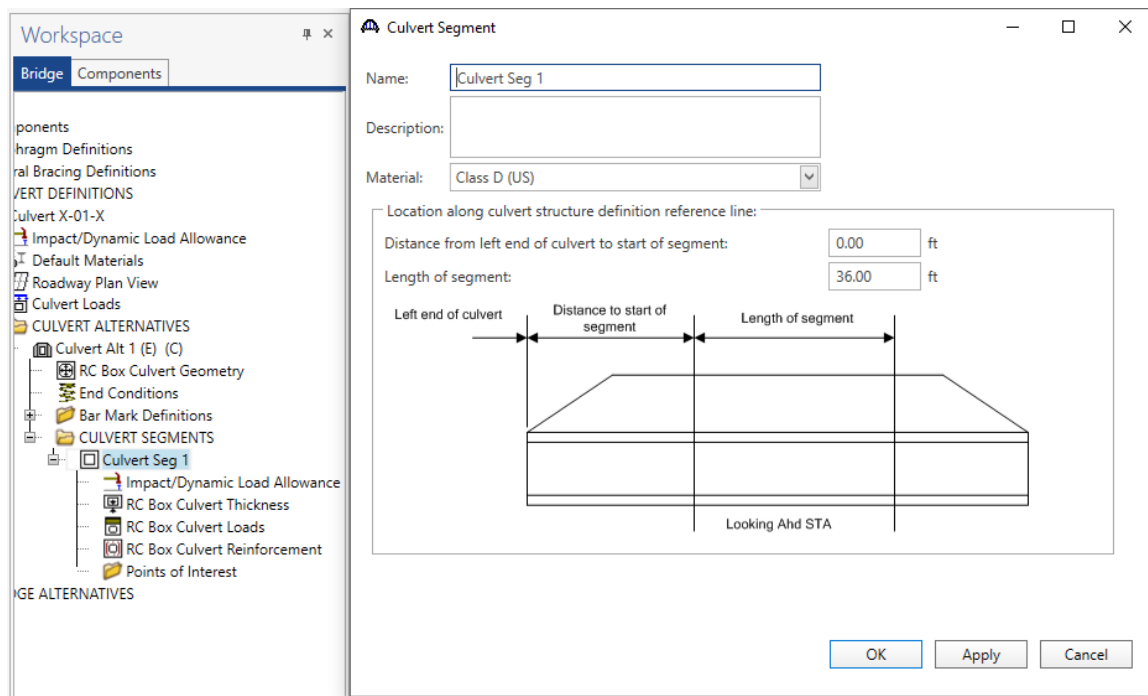 Workspace
Bridge Components
ponents
hragm Definitions
ral Bracing Definitions
VERT DEFINITIONS
Culvert X-01-X
Impact/Dynamic Load Allowance
Default Materials
Roadway Plan View
Culvert Loads
CULVERT ALTERNATIVES
Culvert Alt 1 (E) (C)
RC Box Culvert Geometry
End Conditions
Bar Mark Definitions
CULVERT SEGMENTS
Culvert Seg 1
Impact/Dynamic Load Allowance
RC Box Culvert Thickness
RC Box Culvert Loads
RC Box Culvert Reinforcement
Points of Interest
GE ALTERNATIVES
Culvert Segment
Name: Culvert Seg 1
Description:
Material: Class D (US)
Location along culvert structure definition reference line:
Distance from left end of culvert to start of segment: 0.00 ft
Length of segment: 36.00 ft
Left end of culvert
Distance to start of
segment
Length of segment
Looking Ahd STA
OK Apply Cancel